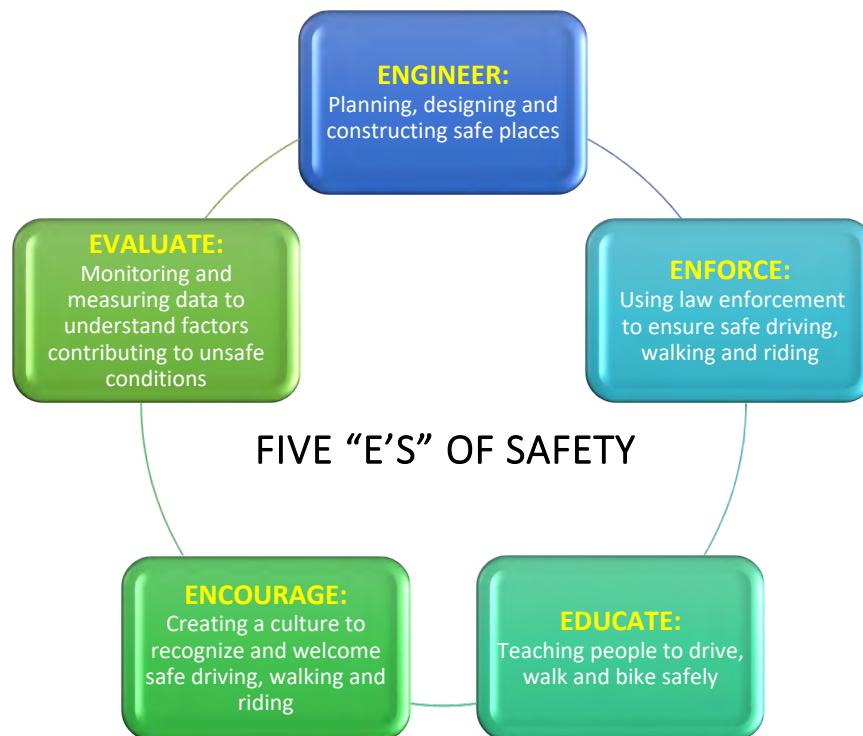 ENGINEER:
Planning, designing and
constructing safe places
ENFORCE:
Using law enforcement
to ensure safe driving,
walking and riding
EDUCATE:
Teaching people to drive,
walk and bike safely
ENCOURAGE:
Creating a culture to
recognize and welcome
safe driving, walking and
riding
EVALUATE:
Monitoring and
measuring data to
understand factors
contributing to unsafe
conditions
FIVE “E’S” OF SAFETY